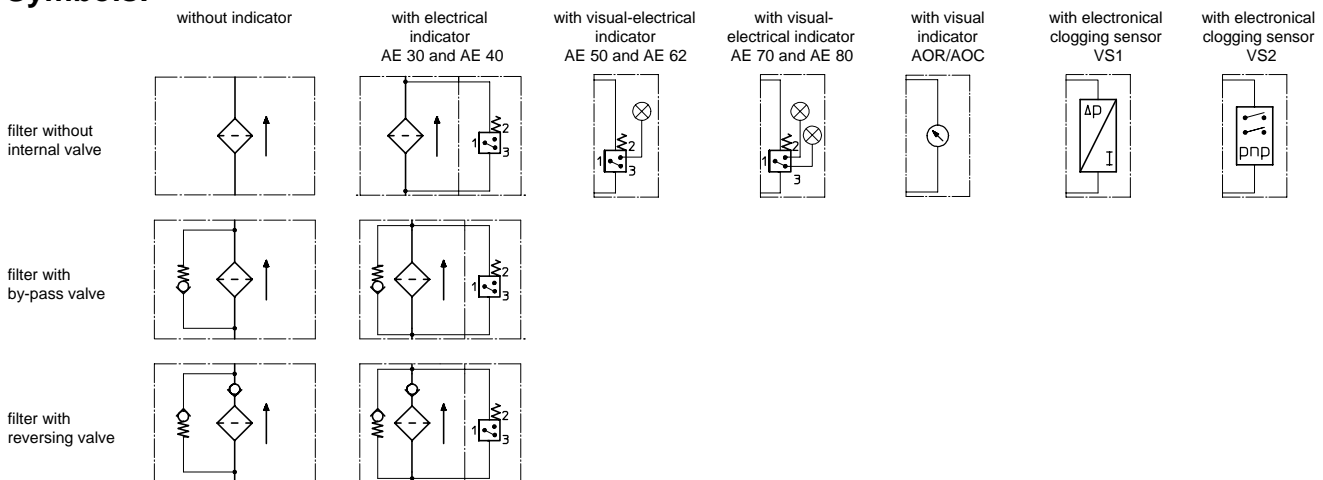 without indicator
with electrical
indicator
AE 30 and AE 40
with visual-electrical
indicator
AE 50 and AE 62
with visual-
electrical indicator
AE 70 and AE 80
with visual
indicator
AOR/AOC
with electronical
clogging sensor
VS1
with electronical
clogging sensor
VS2
filter without
internal valve
1 2 3
1 2 3
1 2 3
Δp
I
pnp
filter with
by-pass valve
1 2 3
filter with
reversing valve
1 2 3